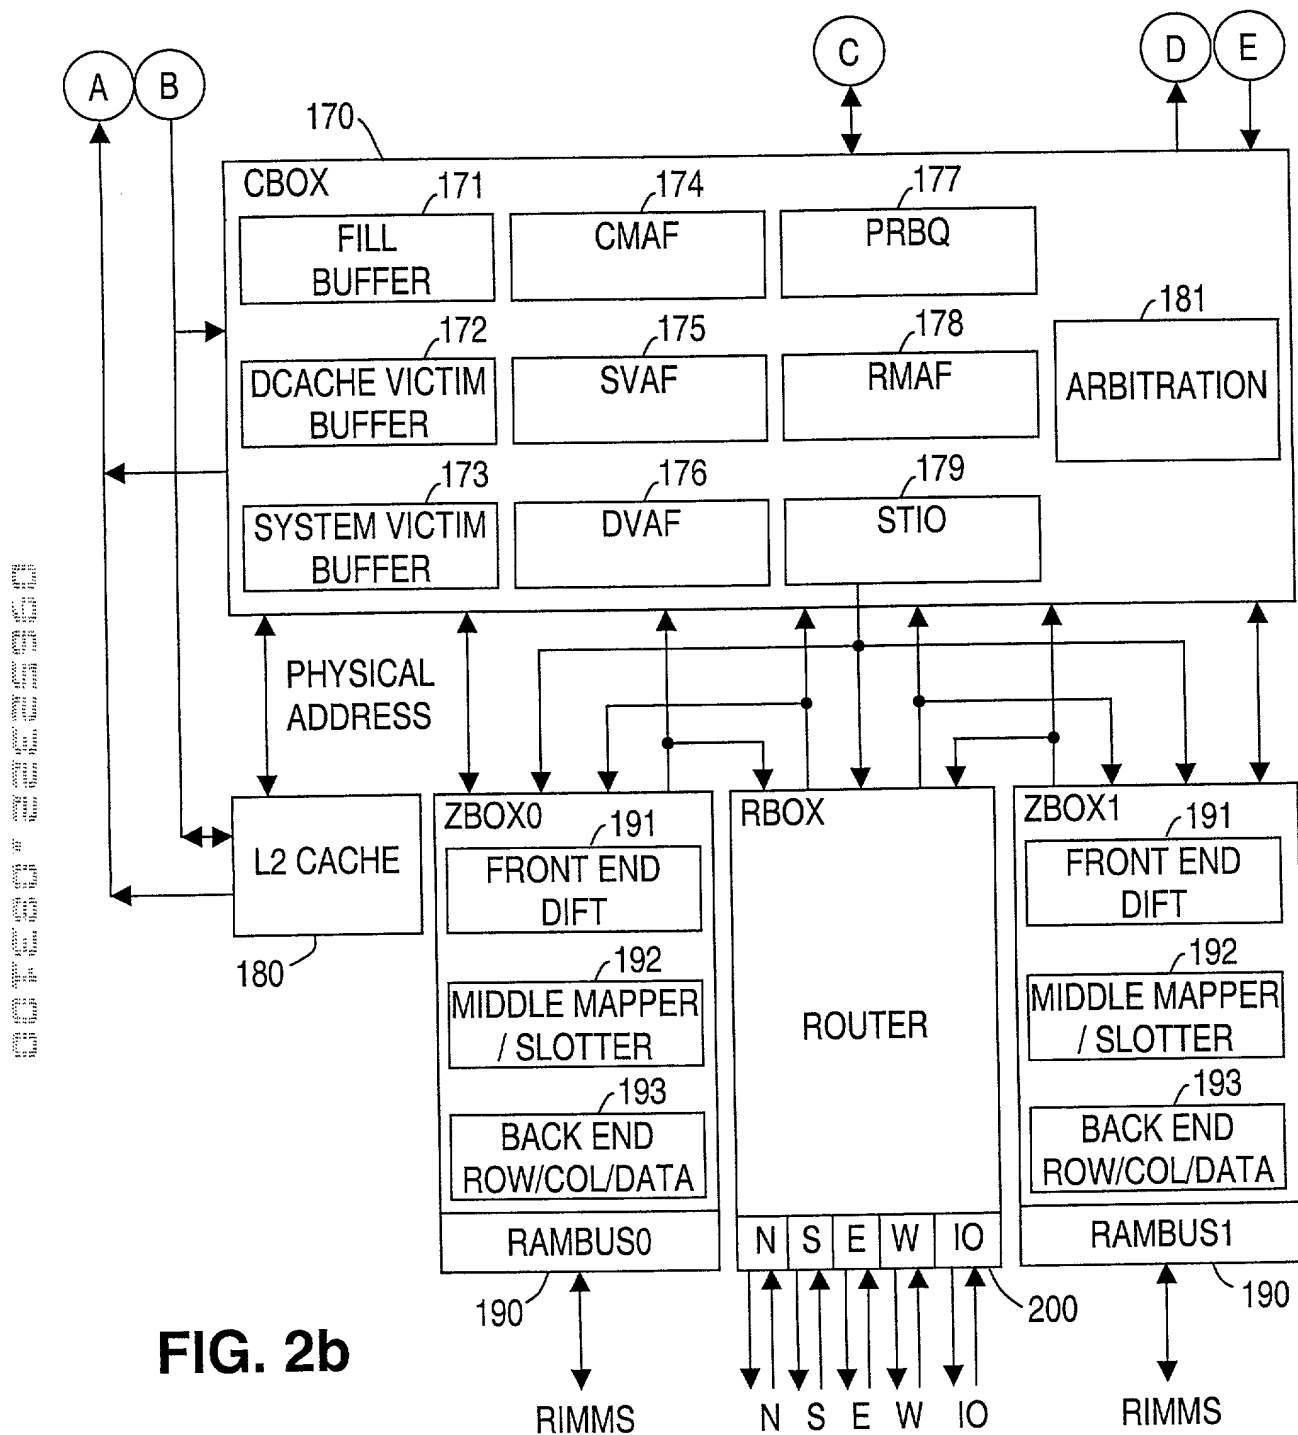 A B C D E
170
CBOX
171 174 177
FILL
BUFFER
CMAF
PRBQ
181
ARBITRATION
172 175 178
DCACHE VICTIM
BUFFER
SVAF
RMAF
173 176 179
SYSTEM VICTIM
BUFFER
DVAF
STIO
PHYSICAL
ADDRESS
L2 CACHE
180
ZBOX0
191
FRONT END
DIFT
192
MIDDLE MAPPER
/ SLOTTER
193
BACK END
ROW/COL/DATA
RAMBUS0
190
RIMMS
RBOX
ROUTER
N S E W IO
200
N S E W IO
ZBOX1
191
FRONT END
DIFT
192
MIDDLE MAPPER
/ SLOTTER
193
BACK END
ROW/COL/DATA
RAMBUS1
190
RIMMS
FIG. 2b